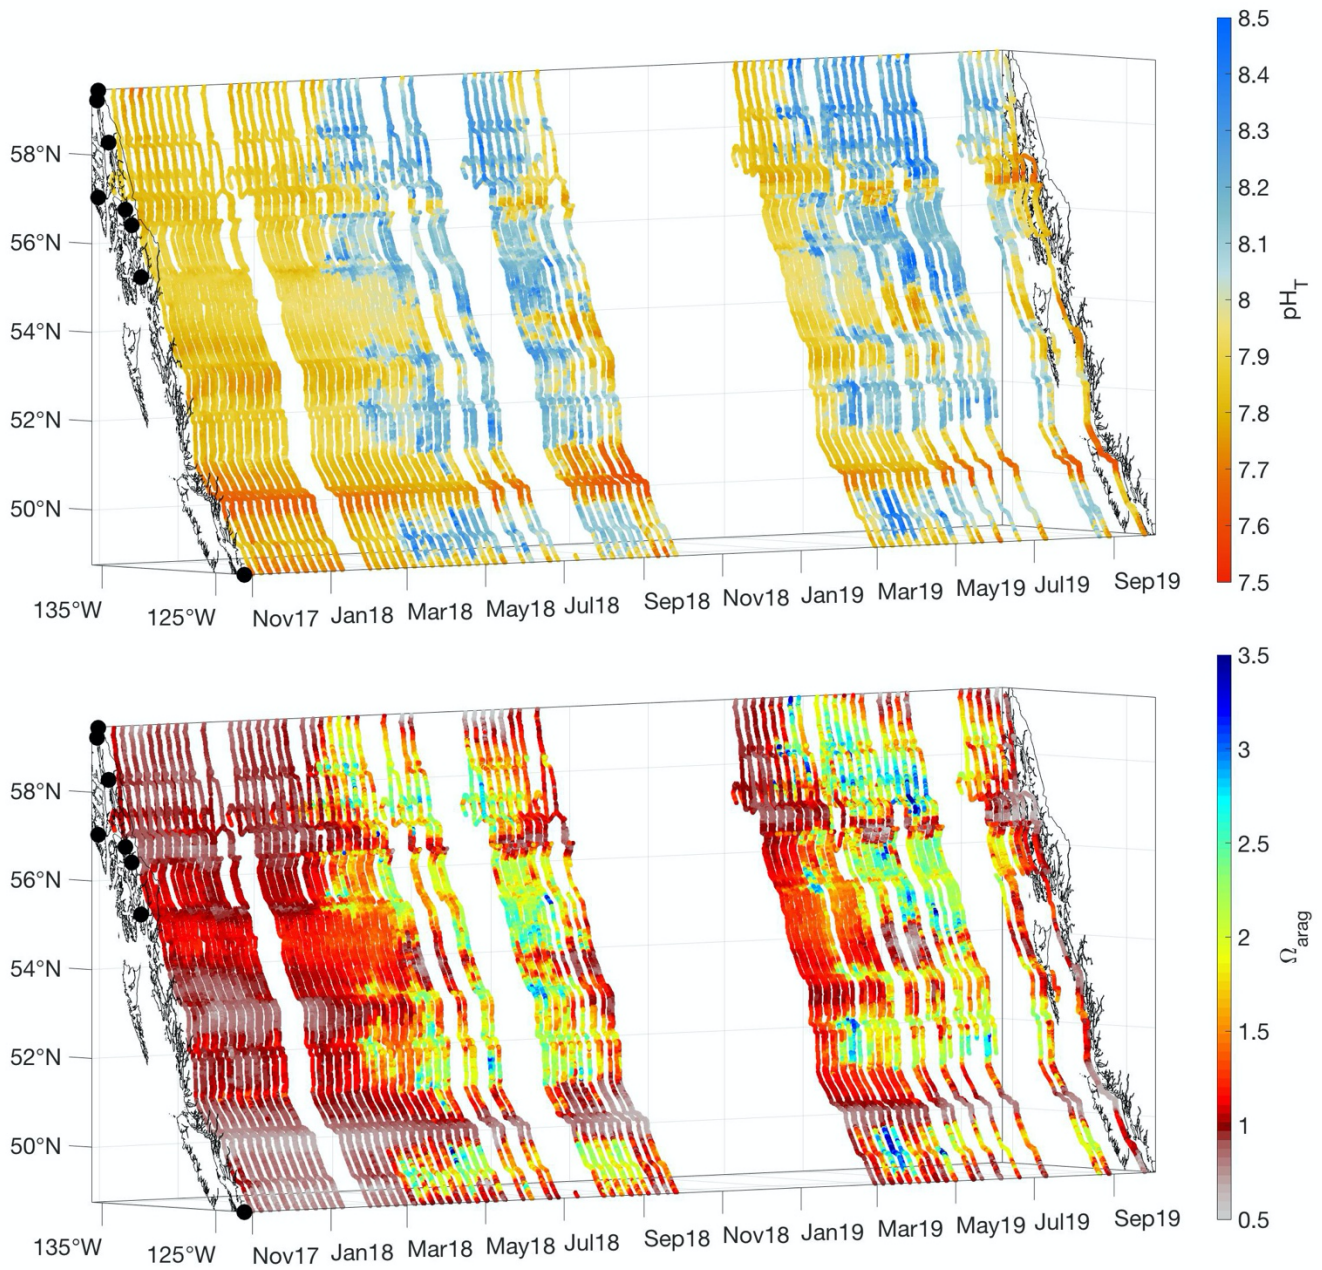 8.5
8.4
8.3
8.2
8.1
8
7.9
7.8
7.7
7.6
7.5
pH_T
58°N
56°N
54°N
52°N
50°N
135°W 125°W Nov17 Jan18 Mar18 May18 Jul18 Sep18 Nov18 Jan19 Mar19 May19 Jul19 Sep19
3.5
3
2.5
2
1.5
1
0.5
Ω_arag
58°N
56°N
54°N
52°N
50°N
135°W 125°W Nov17 Jan18 Mar18 May18 Jul18 Sep18 Nov18 Jan19 Mar19 May19 Jul19 Sep19